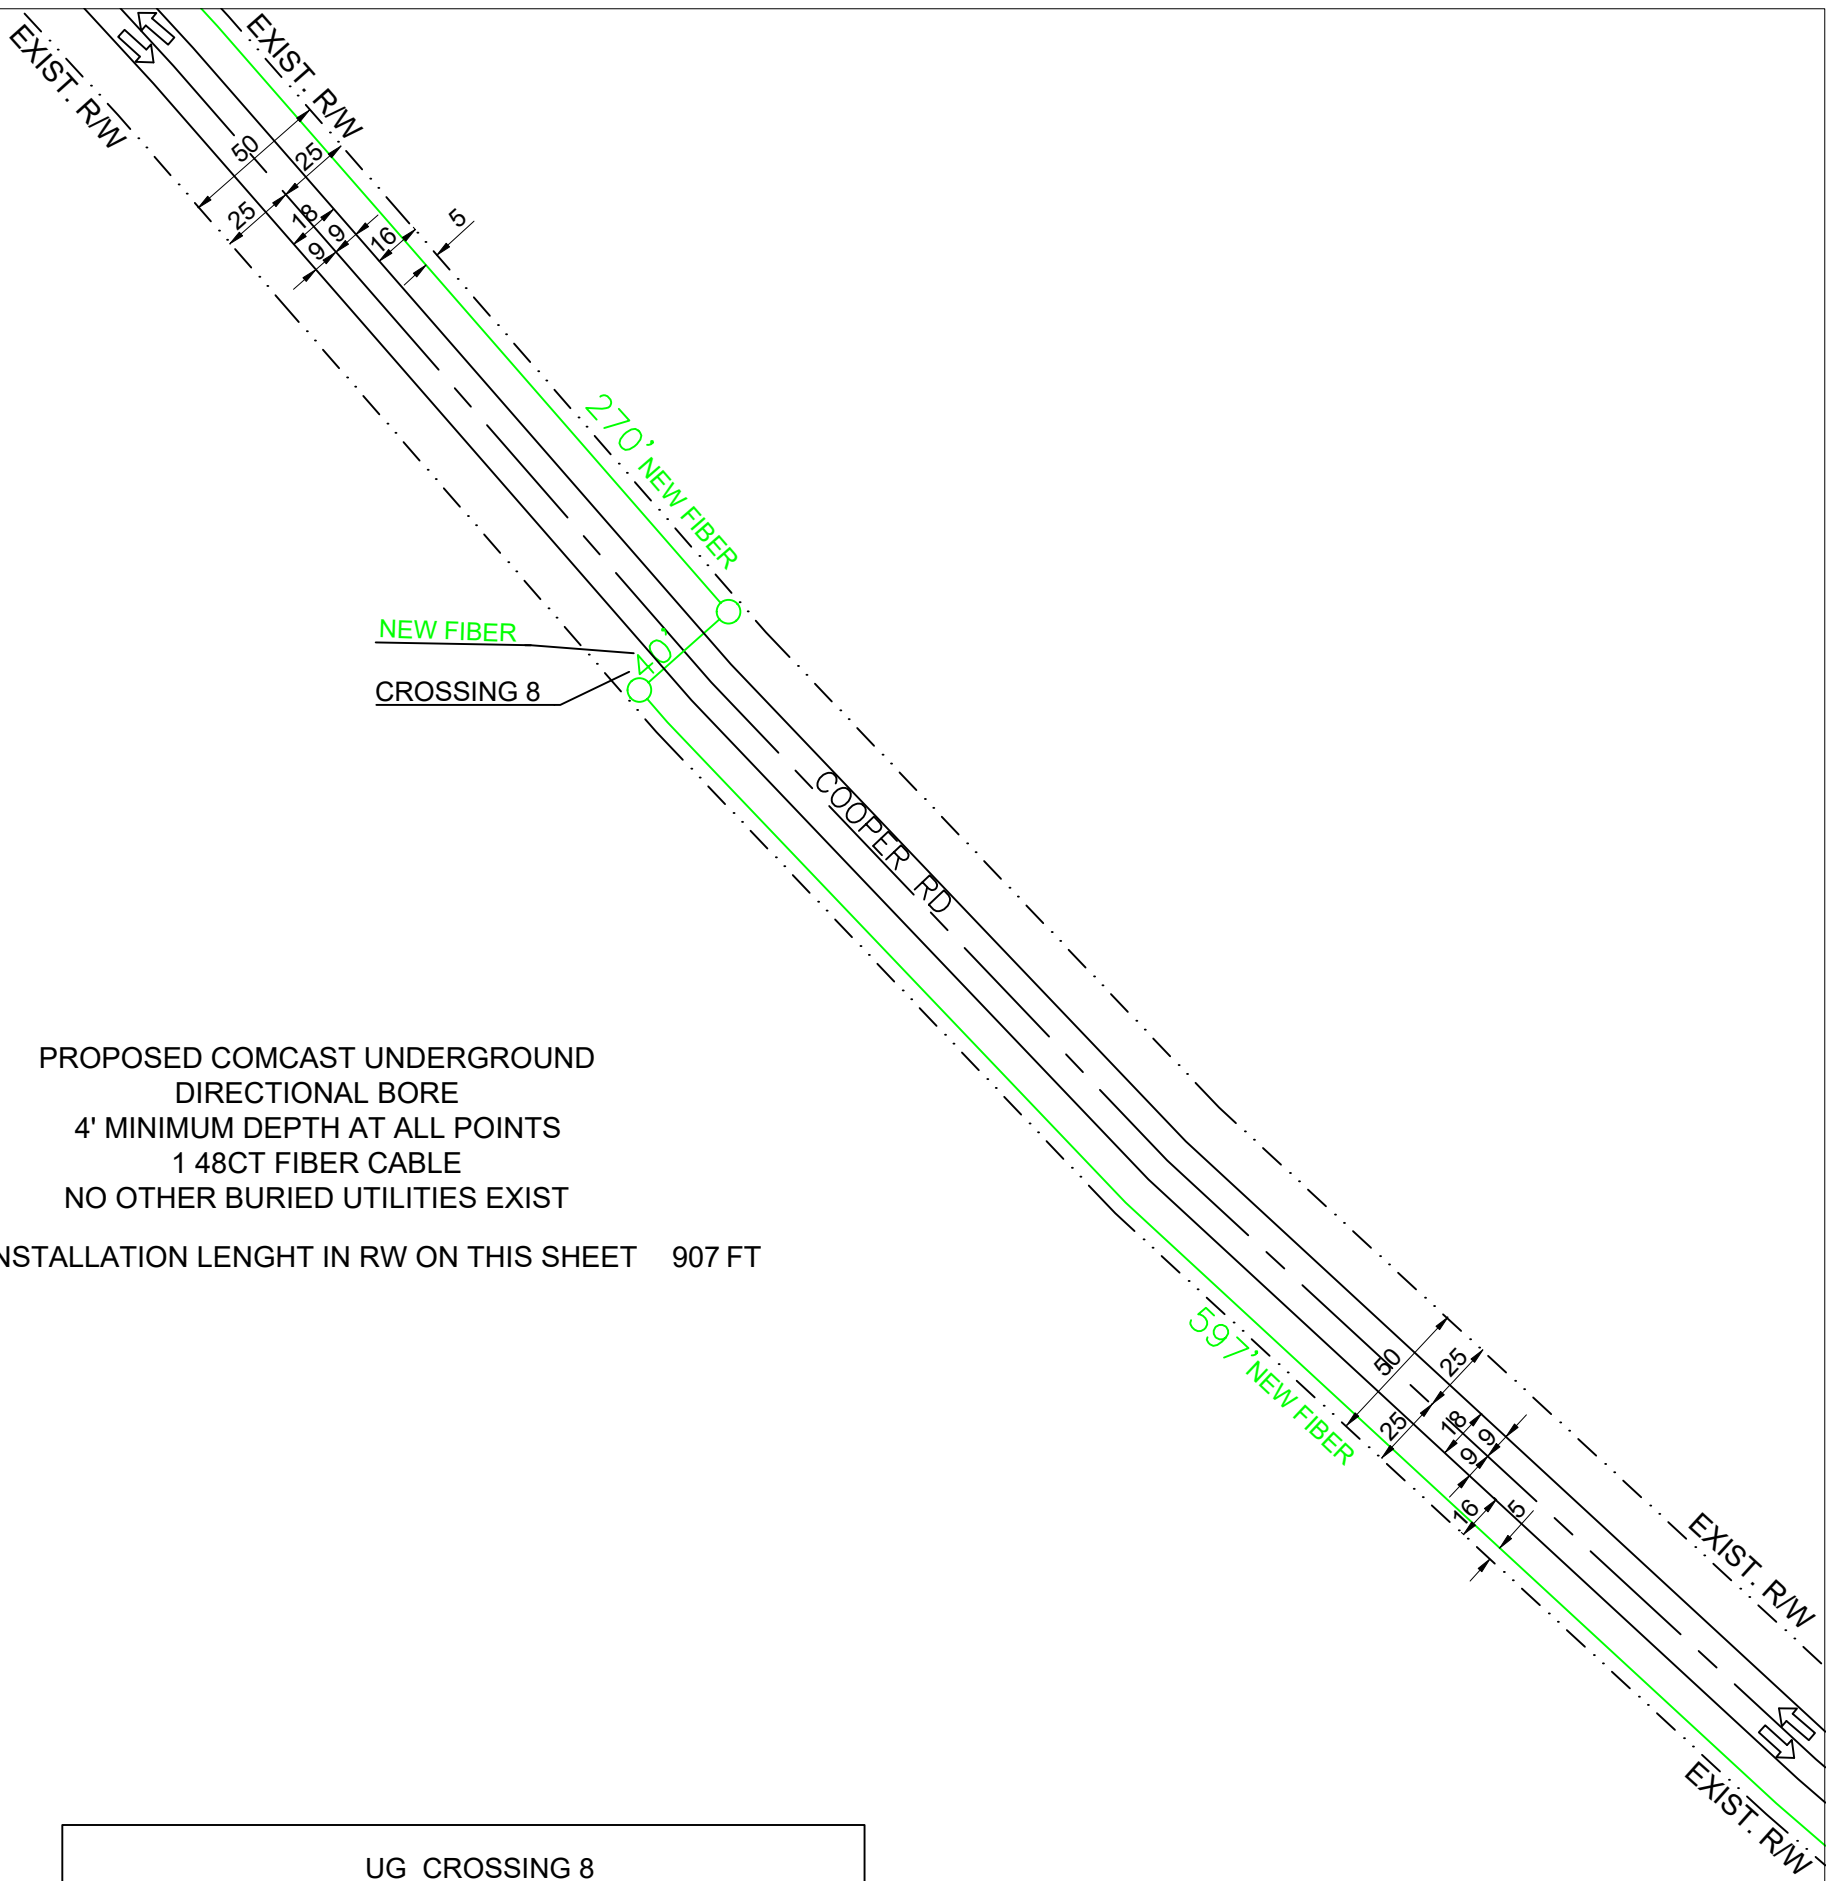 EXIST. R/W
EXIST. R/W
50
25
25
18
9
9
16
5
270' NEW FIBER
NEW FIBER
40'
CROSSING 8
COOPER RD
PROPOSED COMCAST UNDERGROUND
DIRECTIONAL BORE
4' MINIMUM DEPTH AT ALL POINTS
1 48CT FIBER CABLE
NO OTHER BURIED UTILITIES EXIST
NSTALLATION LENGHT IN RW ON THIS SHEET 907 FT
597' NEW FIBER
50
25
25
18
9
9
16
5
EXIST. R/W
EXIST. R/W
UG CROSSING 8